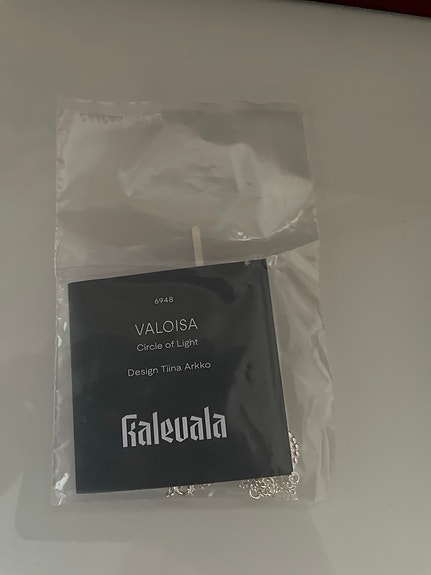 6948
VALOISA
Circle of Light
Design Tiina Arkko
Kalevala